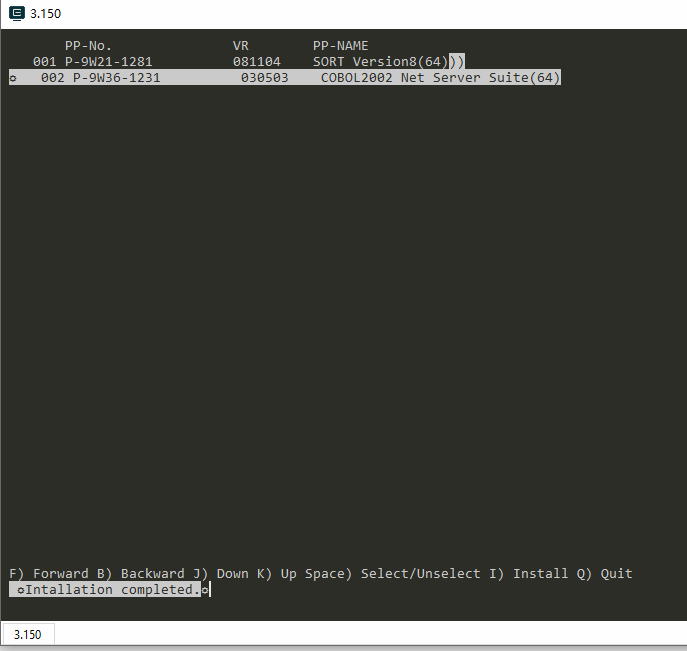 3.150
PP-No. VR PP-NAME
001 P-9W21-1281 081104 SORT Version8(64)))
¤ 002 P-9W36-1231 030503 COBOL2002 Net Server Suite(64)
F) Forward B) Backward J) Down K) Up Space) Select/Unselect I) Install Q) Quit
¤Intallation completed.¤
3.150